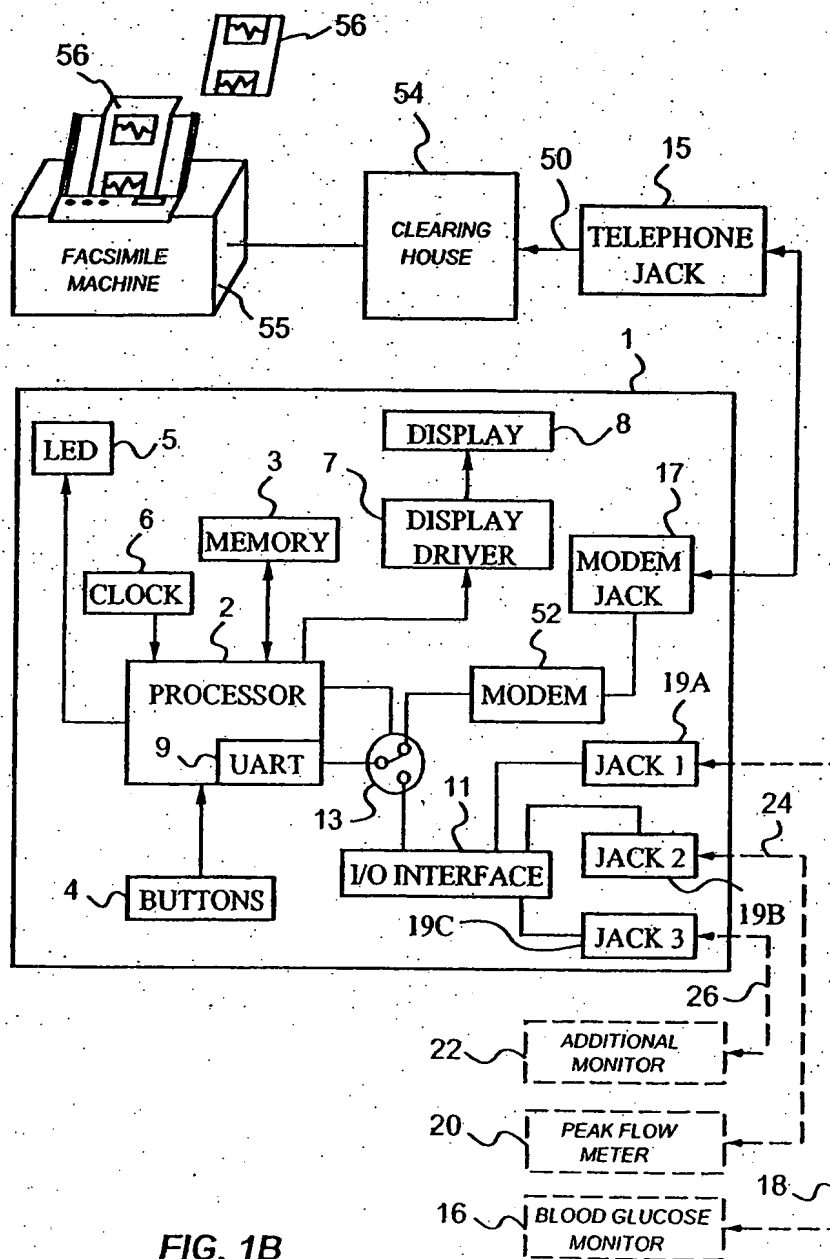 56
56
54
50
15
CLEARING
HOUSE
TELEPHONE
JACK
FACSIMILE
MACHINE
55
1
LED
5
DISPLAY
8
7
3
17
6
MEMORY
DISPLAY
DRIVER
MODEM
JACK
CLOCK
2
52
PROCESSOR
MODEM
19A
9
UART
JACK 1
13
11
24
I/O INTERFACE
JACK 2
4
BUTTONS
19B
19C
JACK 3
26
22
ADDITIONAL
MONITOR
20
PEAK FLOW
METER
18
16
BLOOD GLUCOSE
MONITOR
FIG. 1B